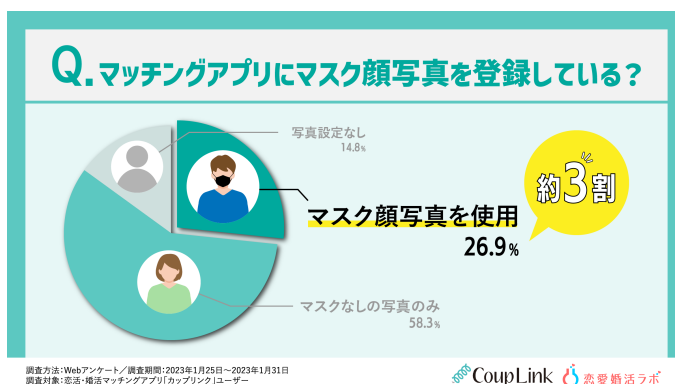 Q.マッチングアプリにマスク顔写真を登録している?
写真設定なし
14.8%
約3割
マスク顔写真を使用
26.9%
マスクなしの写真のみ
58.3%
調査方法:Webアンケート/調査期間:2023年1月25日~2023年1月31日
調査対象:恋活・婚活マッチングアプリ「カップリンク」ユーザー
CoupLink
恋愛婚活ラボ